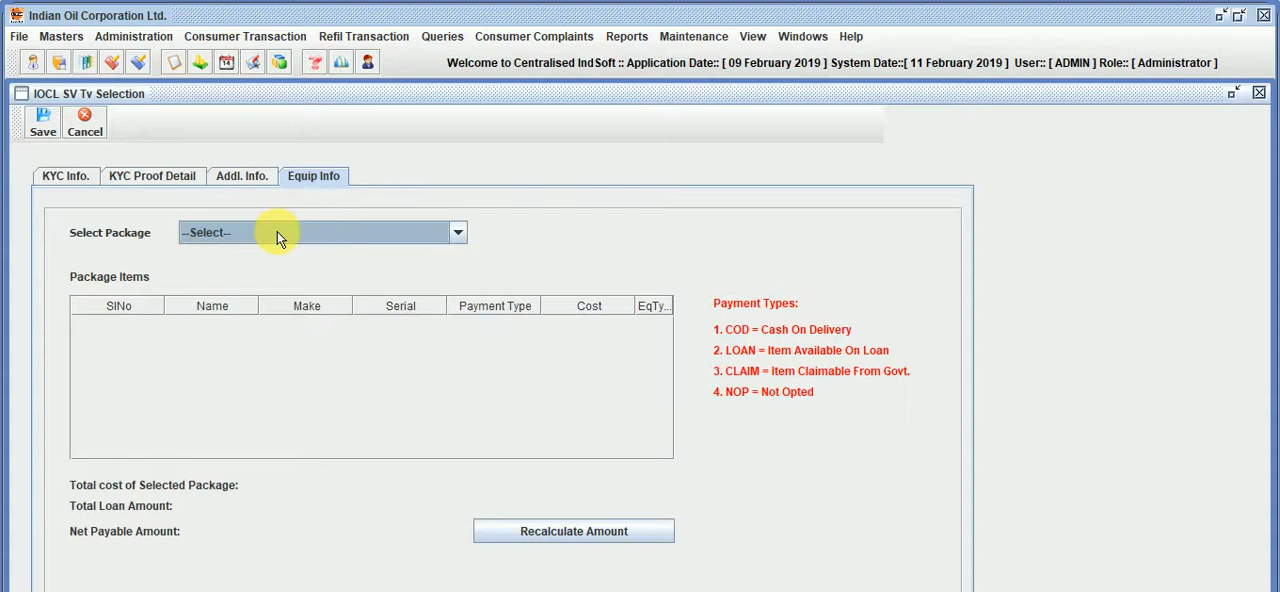 Indian Oil Corporation Ltd.
File Masters Administration Consumer Transaction Refil Transaction Queries Consumer Complaints Reports Maintenance View Windows Help
14 Welcome to Centralised IndSoft :: Application Date:: [ 09 February 2019 ] System Date::[ 11 February 2019 ] User:: [ ADMIN ] Role:: [ Administrator ]
IOCL SV Tv Selection
Save Cancel
KYC Info. KYC Proof Detail Addl. Info. Equip Info
Select Package --Select--
Package Items
SlNo Name Make Serial Payment Type Cost EqTy...
Payment Types:
1. COD = Cash On Delivery
2. LOAN = Item Available On Loan
3. CLAIM = Item Claimable From Govt.
4. NOP = Not Opted
Total cost of Selected Package:
Total Loan Amount:
Net Payable Amount: Recalculate Amount